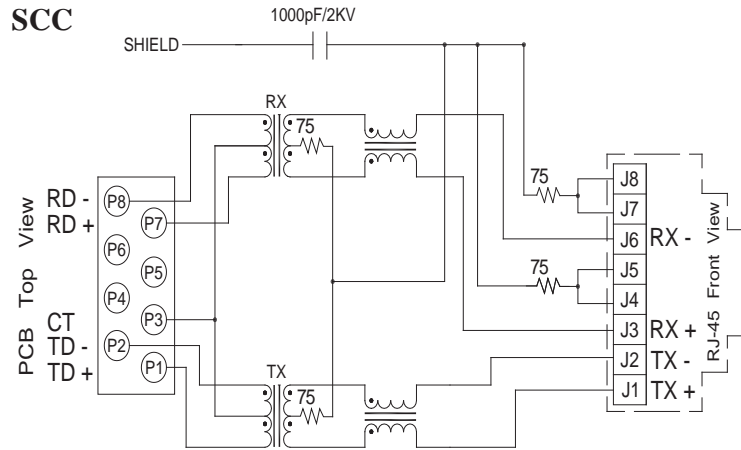 SCC
1000pF/2KV
SHIELD
RX
75
75
J8
J7
J6 RX -
75
J5
J4
J3 RX +
J2 TX -
J1 TX +
RJ-45 Front View
PCB Top View
RD - P8
RD + P7
P6
P5
P4
CT P3
TD - P2
TD + P1
TX
75